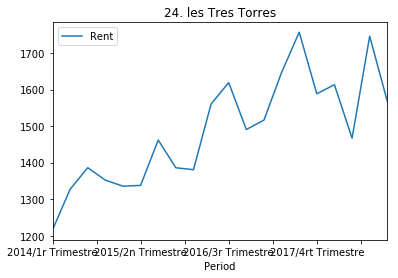 24. les Tres Torres
Rent
1700
1600
1500
1400
1300
1200
2014/1r Trimestre 2015/2n Trimestre 2016/3r Trimestre 2017/4rt Trimestre
Period